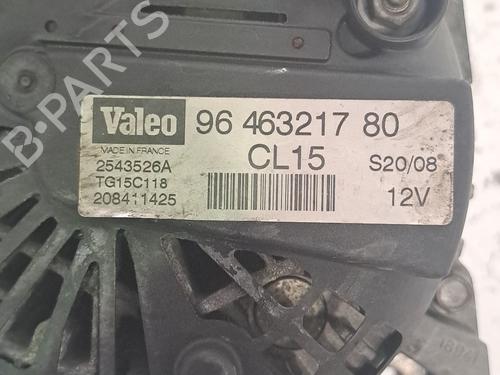 B-PARTS
Valeo
MADE IN FRANCE
2543526A
TG15C118
208411425
96 463217 80
CL15
S20/08
12V